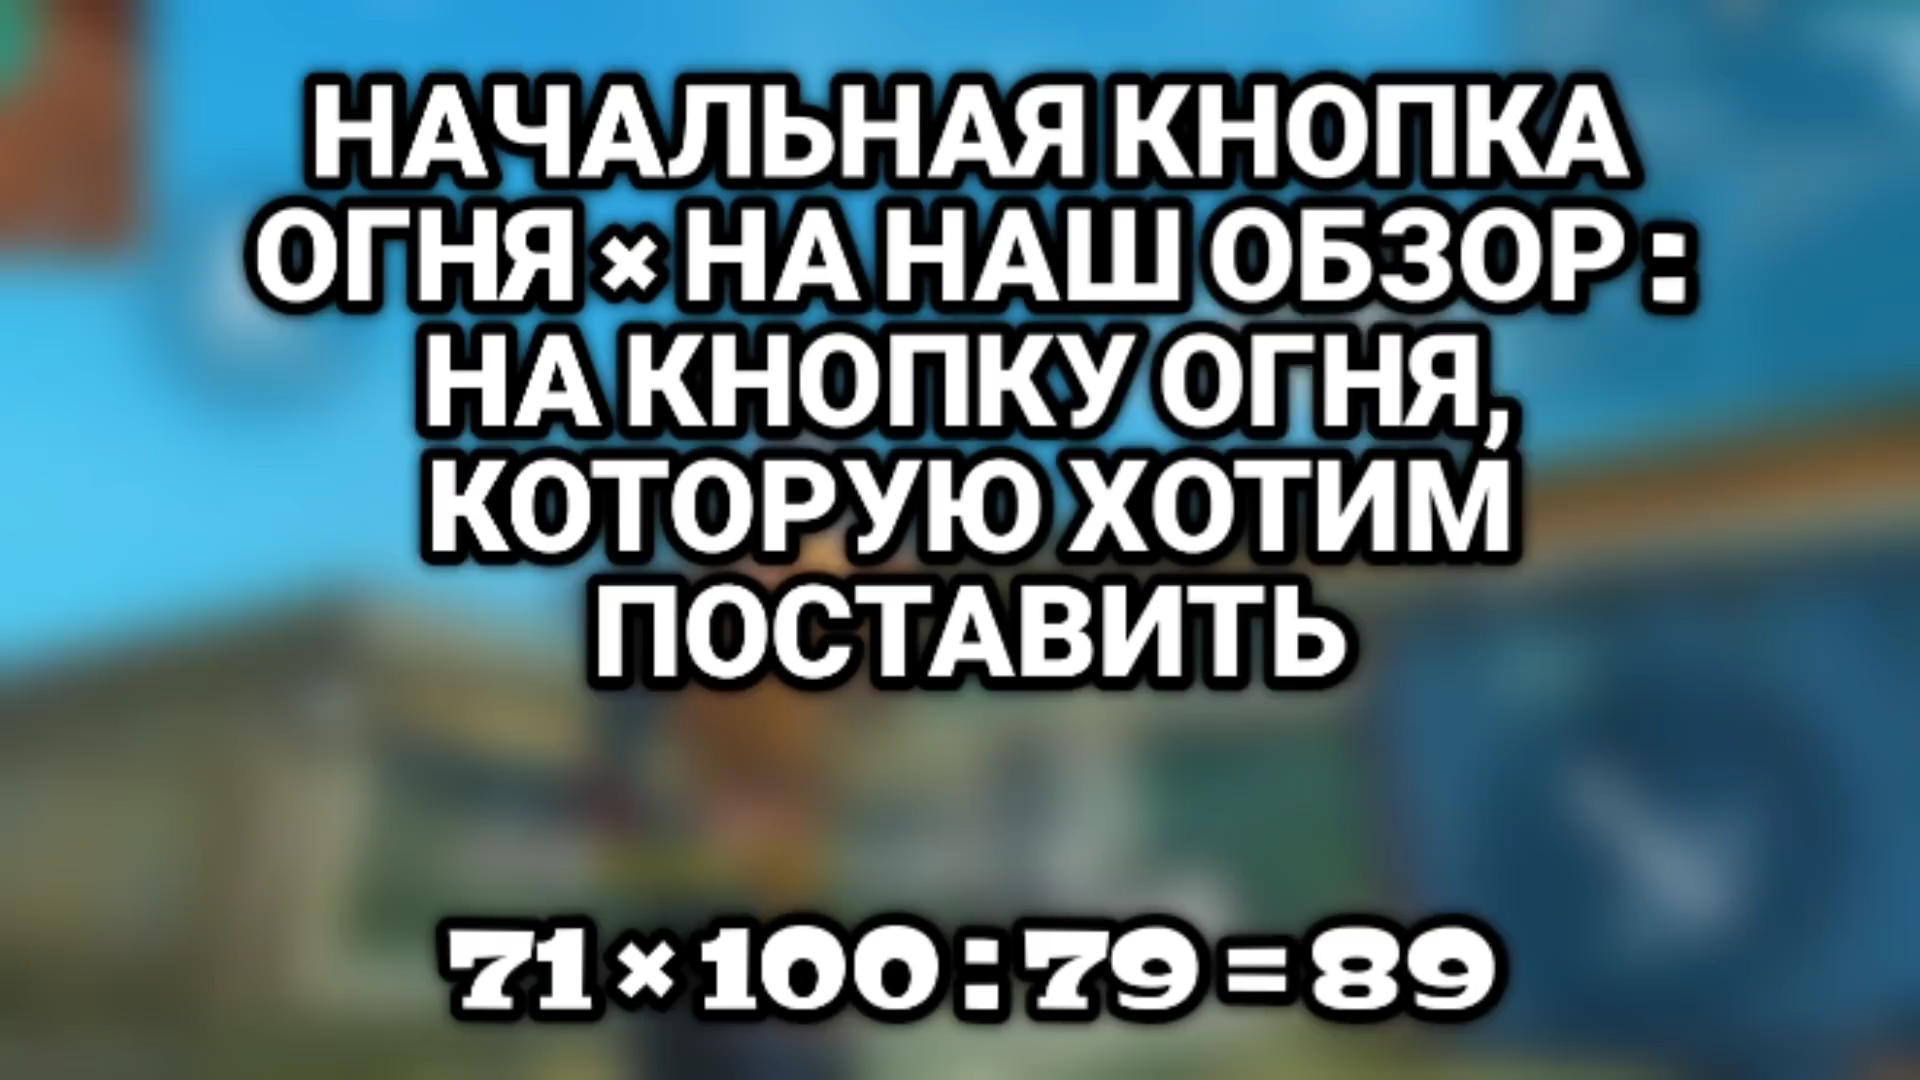 НАЧАЛЬНАЯ КНОПКА
ОГНЯ × НА НАШ ОБЗОР :
НА КНОПКУ ОГНЯ,
КОТОРУЮ ХОТИМ
ПОСТАВИТЬ
71 × 100 : 79 = 89